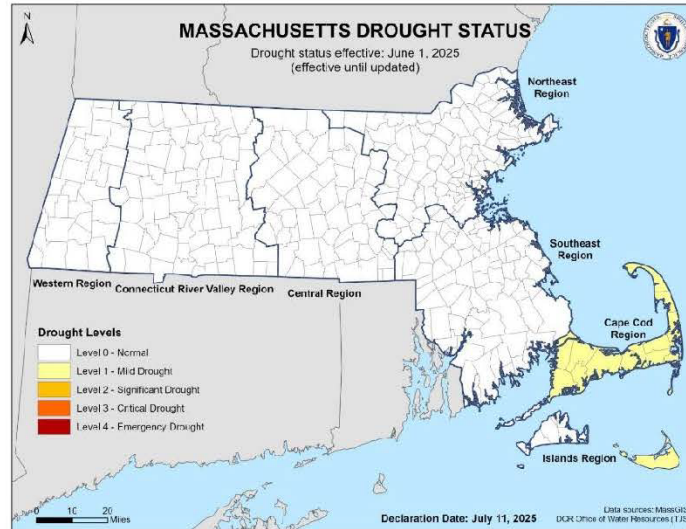 MASSACHUSETTS DROUGHT STATUS
Drought status effective: June 1, 2025
(effective until updated)
N
Northeast
Region
Southeast
Region
Western Region
Connecticut River Valley Region
Central Region
Cape Cod
Region
Drought Levels
Level 0 - Normal
Level 1 - Mild Drought
Level 2 - Significant Drought
Level 3 - Critical Drought
Level 4 - Emergency Drought
Islands Region
0 10 20
Miles
Declaration Date: July 11, 2025
Data sources: MassGIS
DCR Office of Water Resources